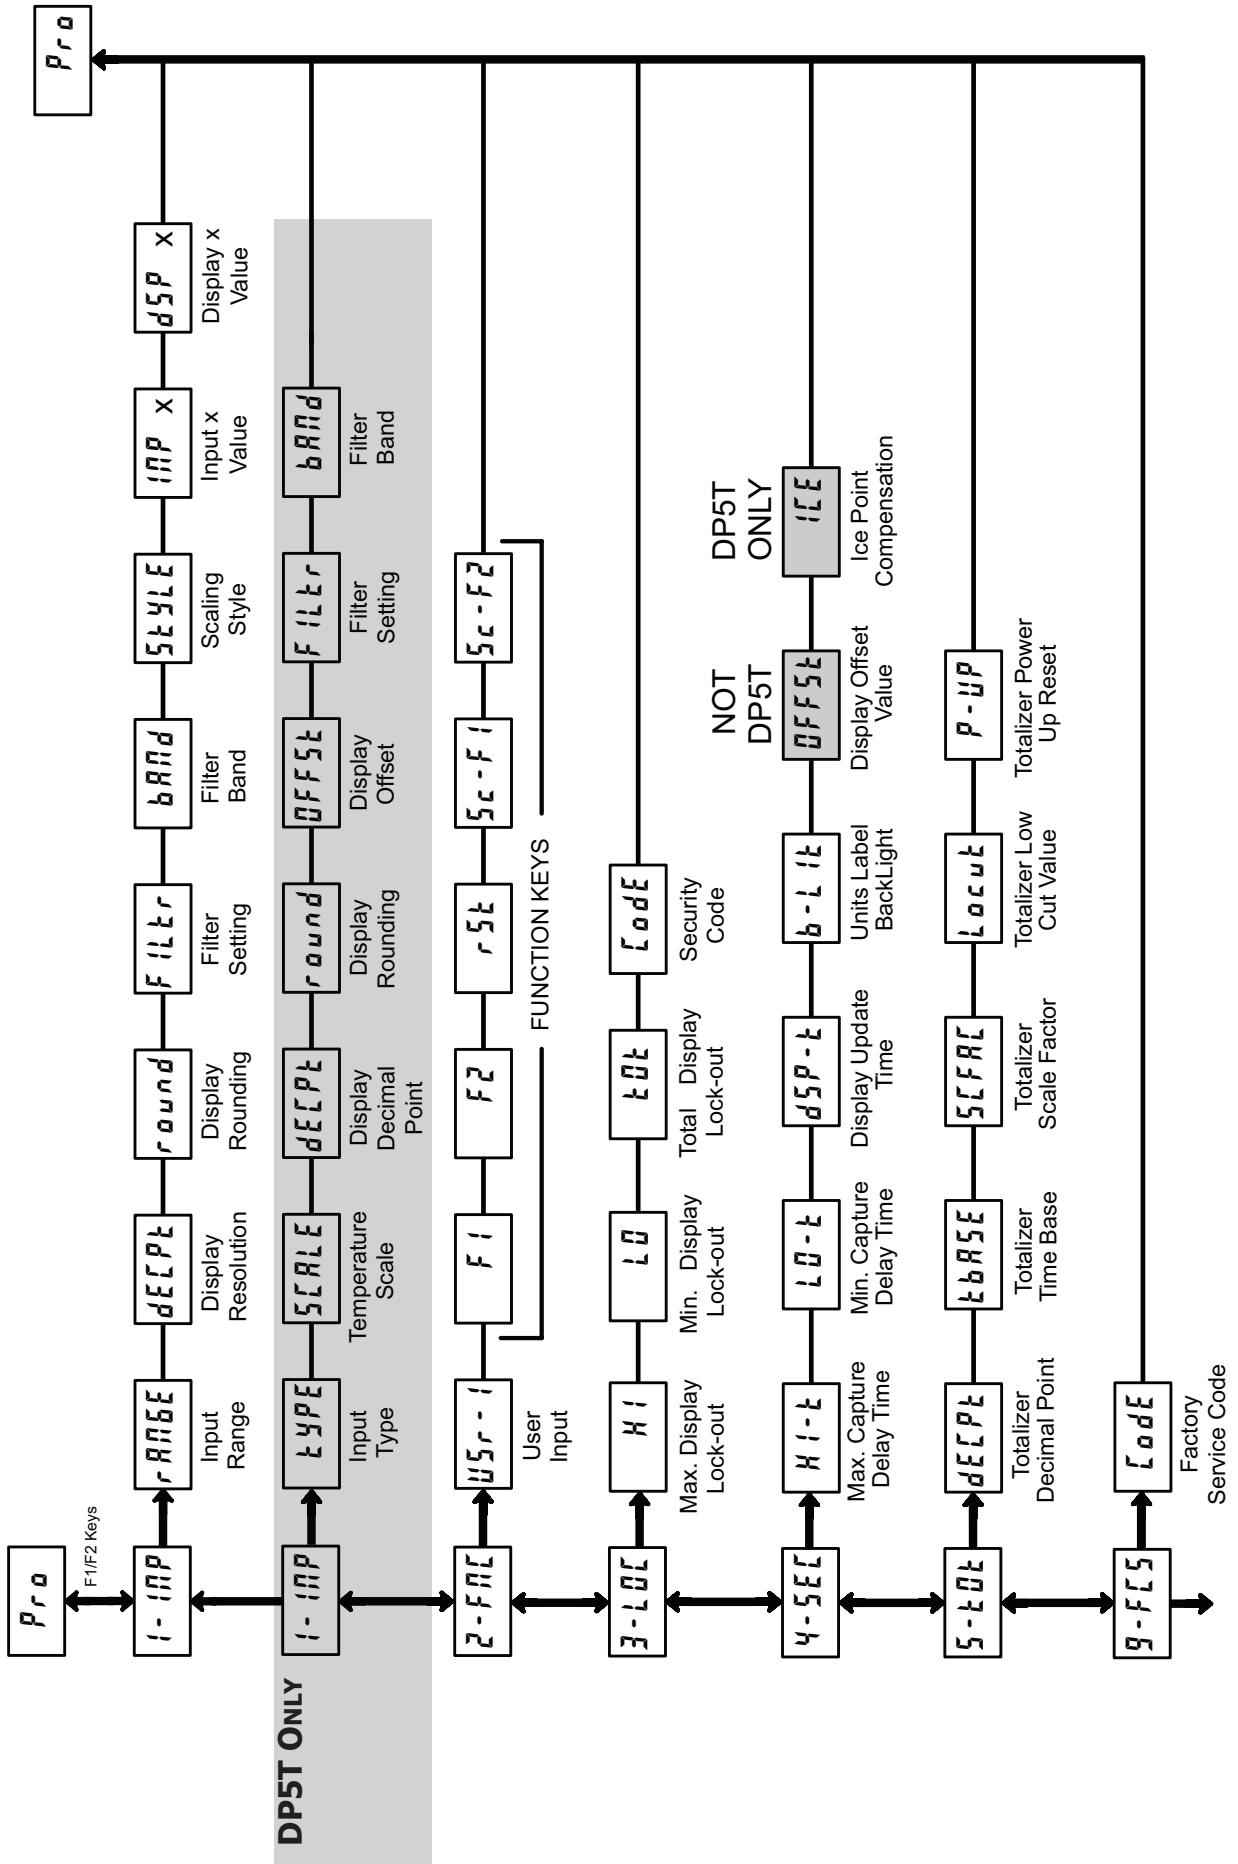 Pro
F1/F2 Keys
Pro
1-INP
rANGE
Input
Range
dECPt
Display
Resolution
round
Display
Rounding
FILtr
Filter
Setting
bANd
Filter
Band
StYLE
Scaling
Style
INP x
Input x
Value
dSP x
Display x
Value
DP5T ONLY
1-INP
tYPE
Input
Type
SCALE
Temperature
Scale
dECPt
Display
Decimal
Point
round
Display
Rounding
OFFSt
Display
Offset
FILtr
Filter
Setting
bANd
Filter
Band
2-FNC
USr-1
User
Input
F1
F2
rSt
Sc-F1
Sc-F2
FUNCTION KEYS
3-LOC
HI
Max. Display
Lock-out
LO
Min. Display
Lock-out
tOt
Total Display
Lock-out
CodE
Security
Code
4-SEC
HI-t
Max. Capture
Delay Time
LO-t
Min. Capture
Delay Time
dSP-t
Display Update
Time
b-LIt
Units Label
BackLight
NOT
DP5T
OFFSt
Display Offset
Value
DP5T
ONLY
ICE
Ice Point
Compensation
5-tOt
dECPt
Totalizer
Decimal Point
tbASE
Totalizer
Time Base
SCFAC
Totalizer
Scale Factor
Locut
Totalizer Low
Cut Value
P-UP
Totalizer Power
Up Reset
9-FCS
CodE
Factory
Service Code